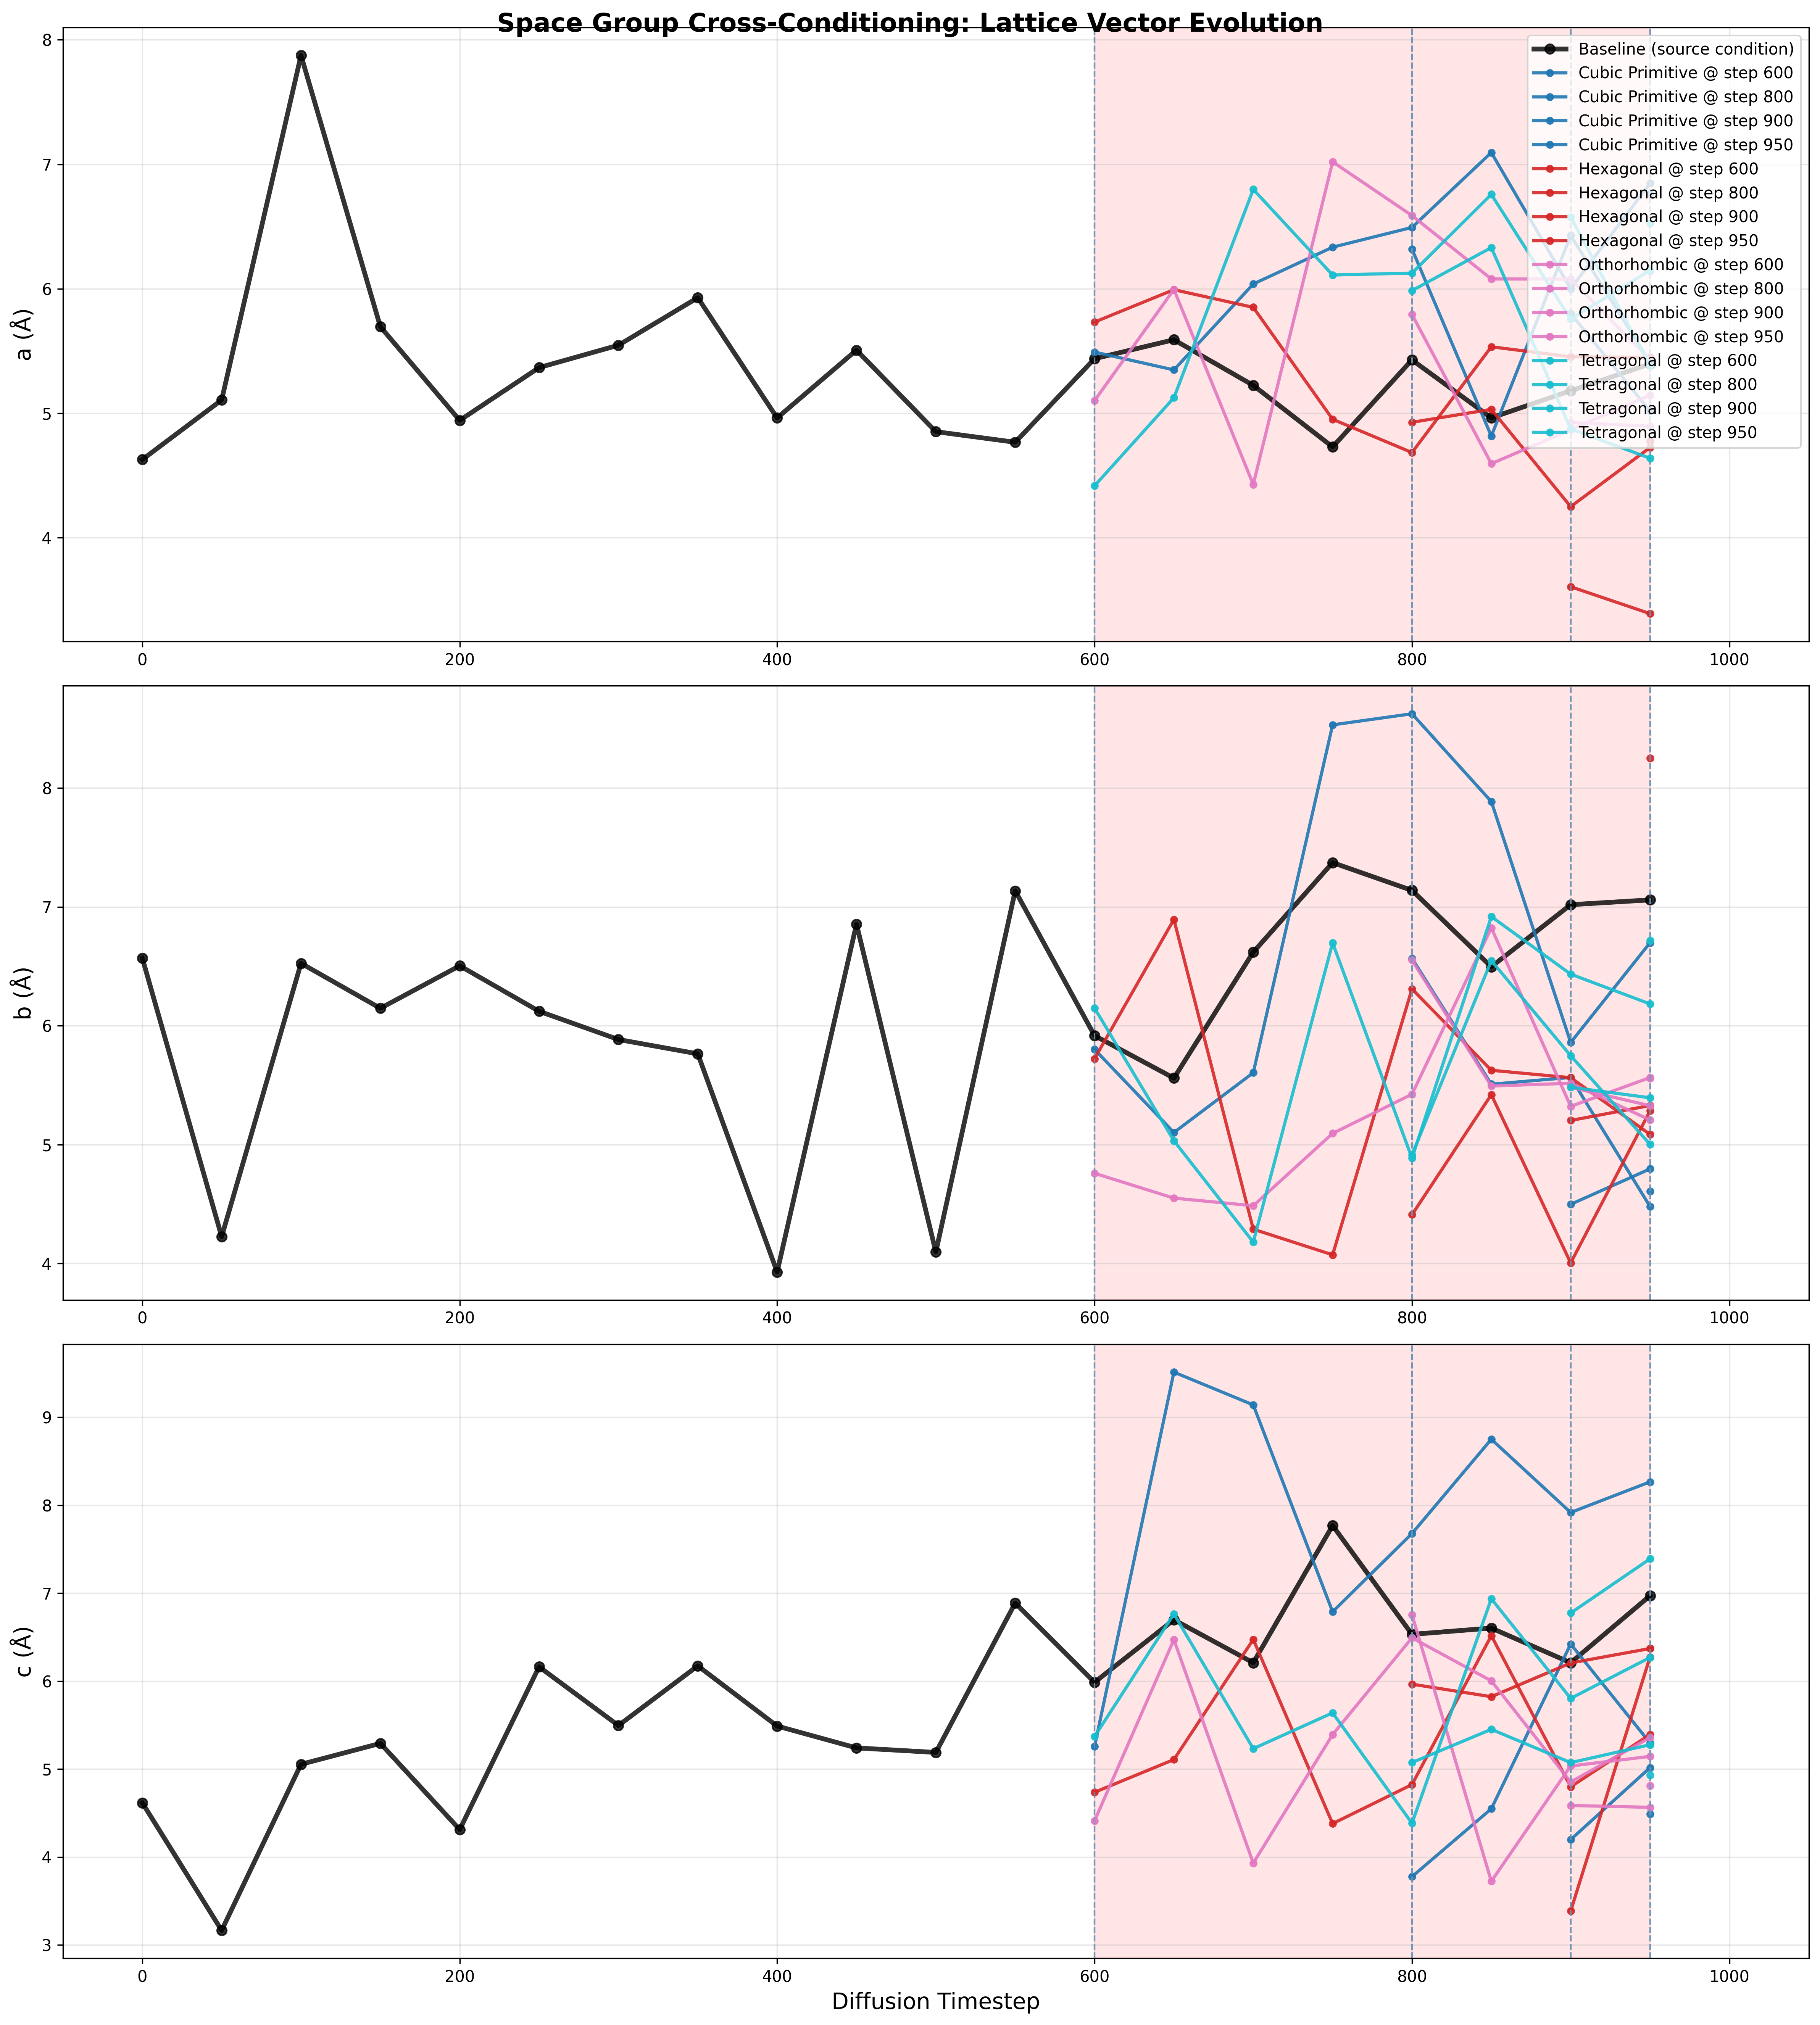 Space Group Cross-Conditioning: Lattice Vector Evolution
a (Å)
8
7
6
5
4
0 200 400 600 800 1000
Baseline (source condition)
Cubic Primitive @ step 600
Cubic Primitive @ step 800
Cubic Primitive @ step 900
Cubic Primitive @ step 950
Hexagonal @ step 600
Hexagonal @ step 800
Hexagonal @ step 900
Hexagonal @ step 950
Orthorhombic @ step 600
Orthorhombic @ step 800
Orthorhombic @ step 900
Orthorhombic @ step 950
Tetragonal @ step 600
Tetragonal @ step 800
Tetragonal @ step 900
Tetragonal @ step 950
b (Å)
8
7
6
5
4
0 200 400 600 800 1000
c (Å)
9
8
7
6
5
4
3
0 200 400 600 800 1000
Diffusion Timestep